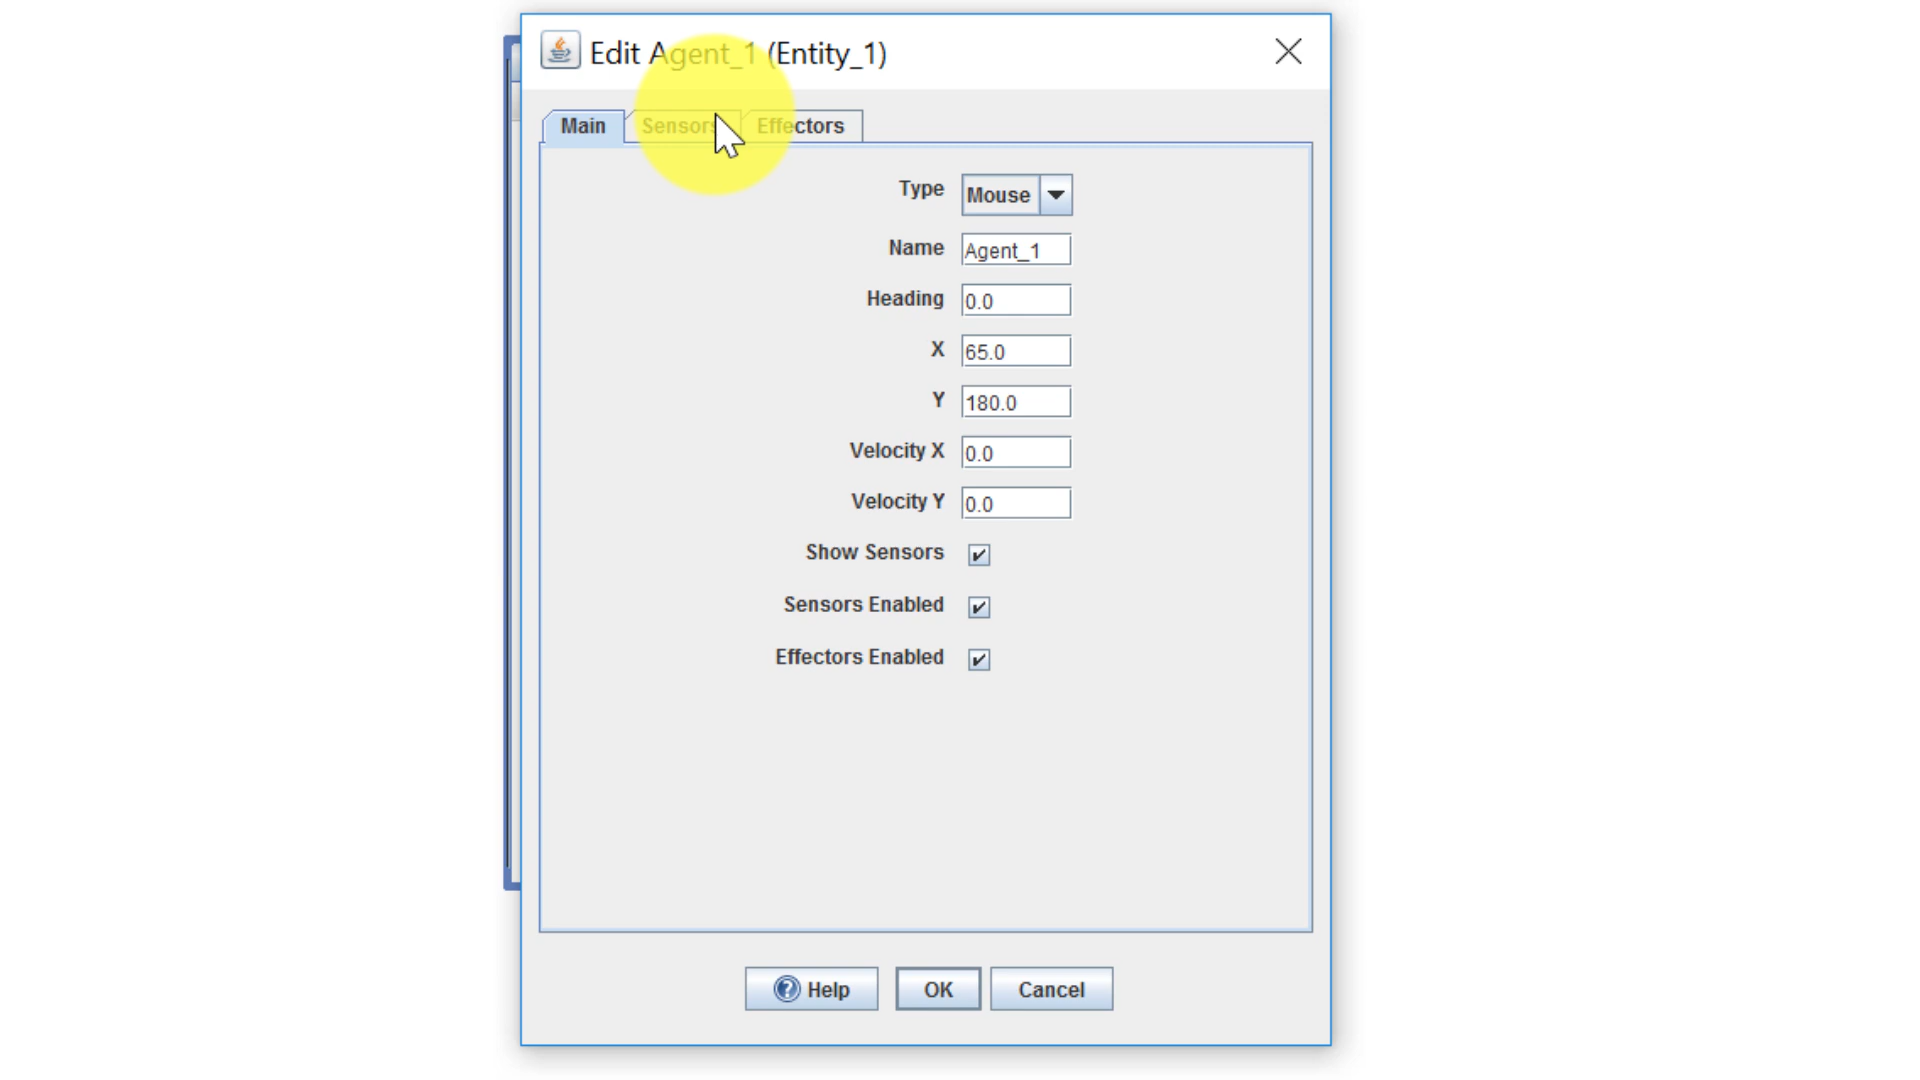 Edit Agent_1 (Entity_1)
Main Sensors Effectors
Type Mouse
Name Agent_1
Heading 0.0
X 65.0
Y 180.0
Velocity X 0.0
Velocity Y 0.0
Show Sensors
Sensors Enabled
Effectors Enabled
Help OK Cancel